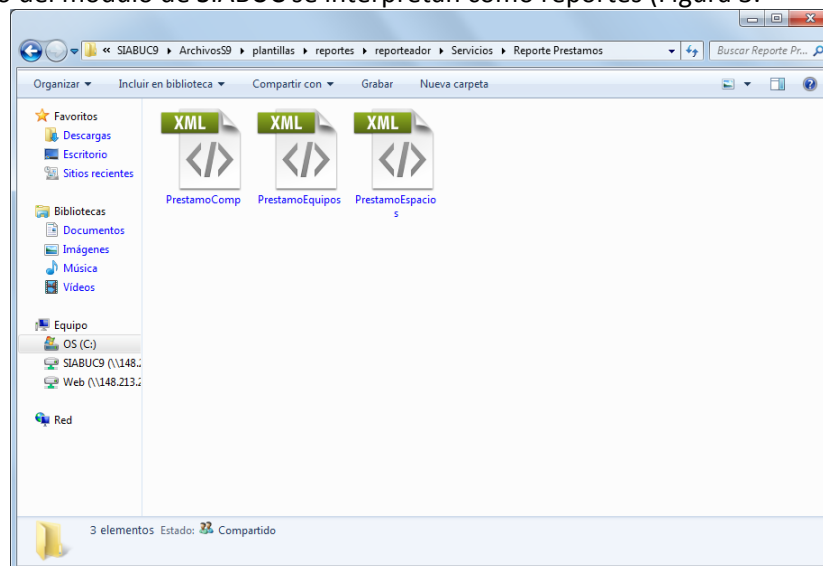 o del módulo de SIABUC se interpretan como reportes (Figura 3.
« SIABUC9 ▸ ArchivosS9 ▸ plantillas ▸ reportes ▸ reporteador ▸ Servicios ▸ Reporte Prestamos
Buscar Reporte Pr...
Organizar Incluir en biblioteca Compartir con Grabar Nueva carpeta
Favoritos
Descargas
Escritorio
Sitios recientes
Bibliotecas
Documentos
Imágenes
Música
Vídeos
Equipo
OS (C:)
SIABUC9 (\\148.2
Web (\\148.213.2
Red
XML XML XML
PrestamoComp PrestamoEquipos PrestamoEspacio
s
3 elementos Estado: Compartido